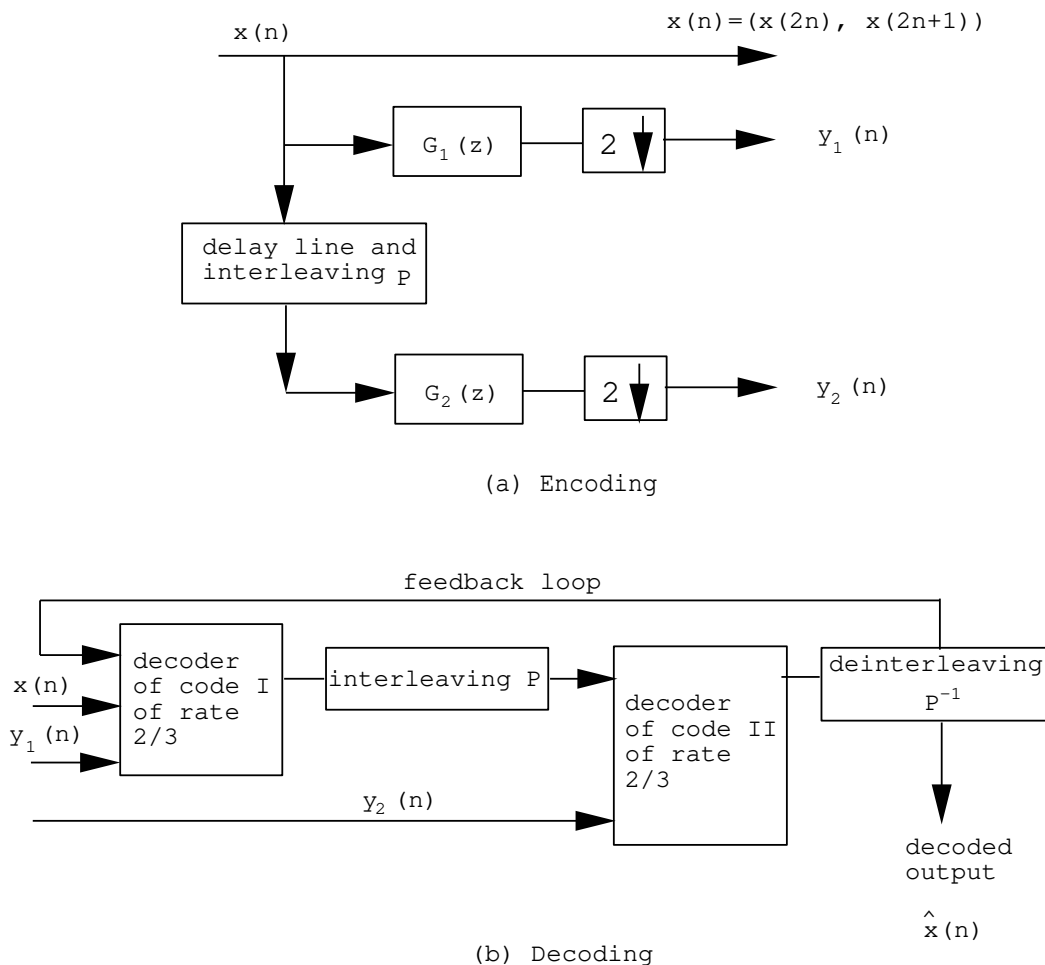 x(n)
x(n)=(x(2n), x(2n+1))
G₁(z)
2
y₁(n)
delay line and
interleaving P
G₂(z)
2
y₂(n)
(a) Encoding
feedback loop
decoder
of code I
of rate
2/3
x(n)
y₁(n)
interleaving P
decoder
of code II
of rate
2/3
deinterleaving
P⁻¹
y₂(n)
decoded
output
x̂(n)
(b) Decoding